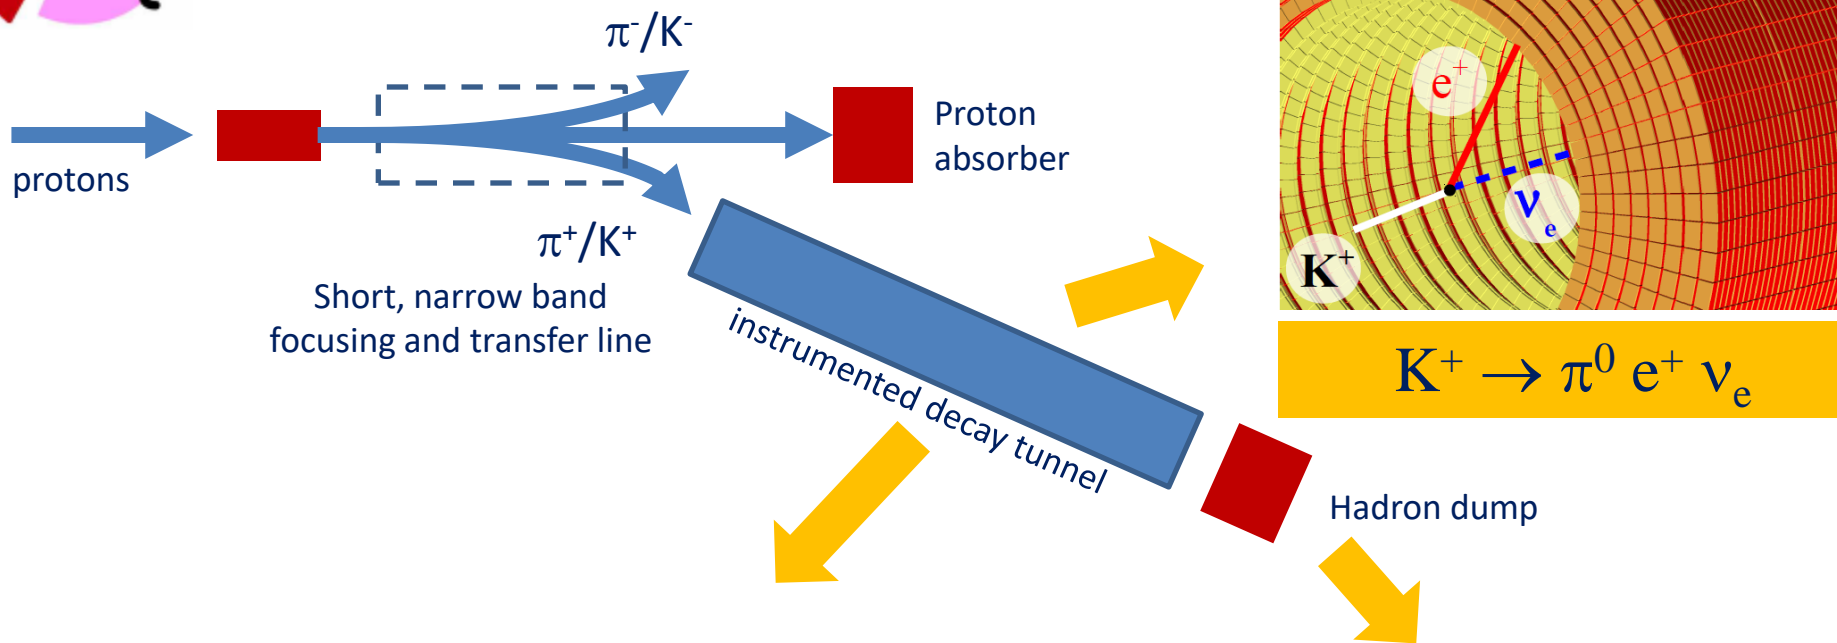 π⁻/K⁻
protons
Proton
absorber
π⁺/K⁺
Short, narrow band
focusing and transfer line
instrumented decay tunnel
Hadron dump
e⁺
νₑ
K⁺
K⁺ → π⁰ e⁺ νₑ